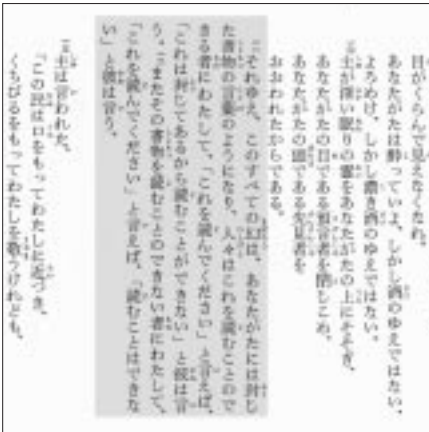 目がくらんで見えなくなれ。
あなたがたは酔っていよ、しかし酒のゆえではない、
よろめけ、しかし濃き酒のゆえではない。
主が深い眠りの霊をあなたがたの上にそそぎ、
あなたがたの目である預言者を閉じこめ、
あなたがたの頭である先見者を
おおわれたからである。
それゆえ、このすべての幻は、あなたがたには封じ
た書物の言葉のようになり、人々はこれを読むことので
きる者にわたして、「これを読んでください」と言えば、
「これは封じてあるから読むことができない」と彼は言
う。またその書物を読むことのできない者にわたして、
「これを読んでください」と言えば、「読むことはできな
い」と彼は言う。
主は言われた、
「この民は口をもってわたしに近づき、
くちびるをもってわたしを敬うけれども、